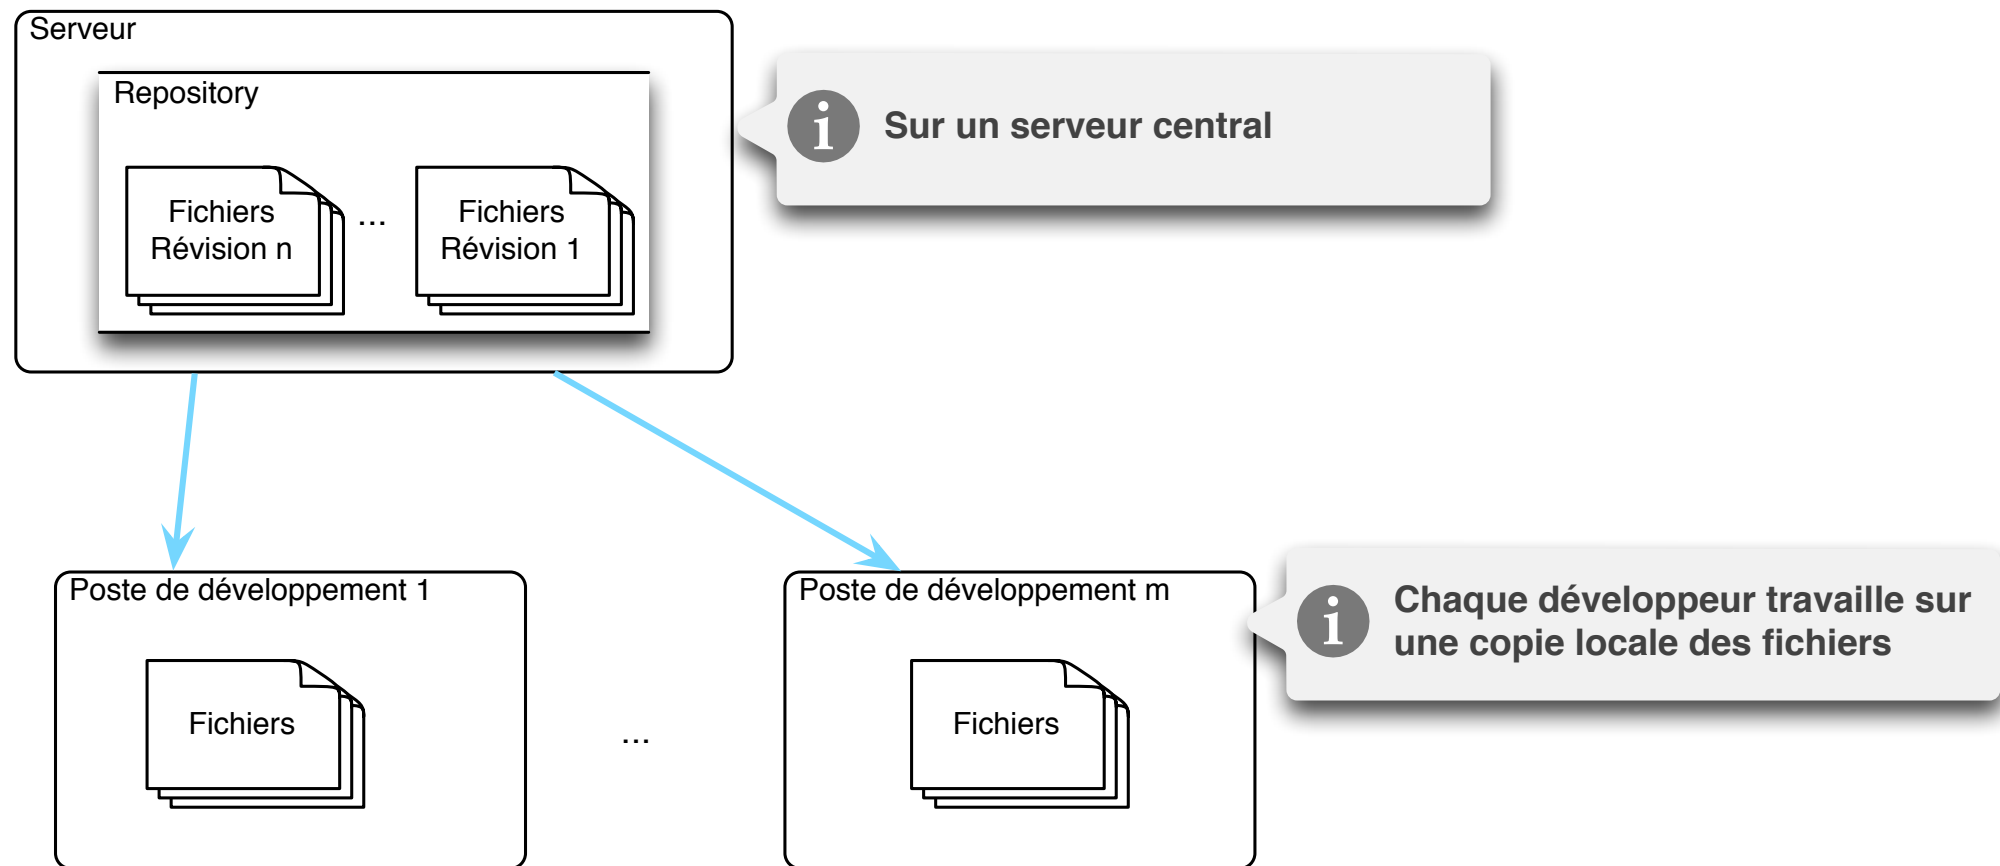 Serveur
Repository
Fichiers
Révision n
...
Fichiers
Révision 1
Sur un serveur central
Poste de développement 1
Fichiers
...
Poste de développement m
Fichiers
Chaque développeur travaille sur
une copie locale des fichiers